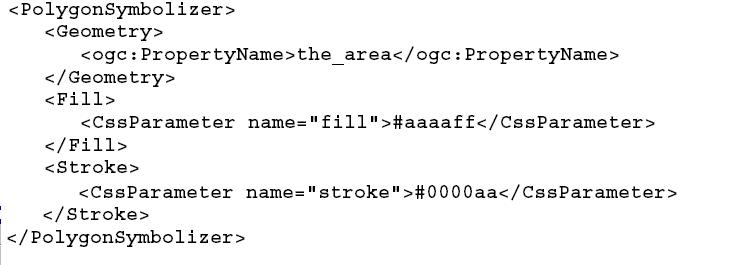 <PolygonSymbolizer>
<Geometry>
<ogc:PropertyName>the_area</ogc:PropertyName>
</Geometry>
<Fill>
<CssParameter name="fill">#aaaaff</CssParameter>
</Fill>
<Stroke>
<CssParameter name="stroke">#0000aa</CssParameter>
</Stroke>
</PolygonSymbolizer>